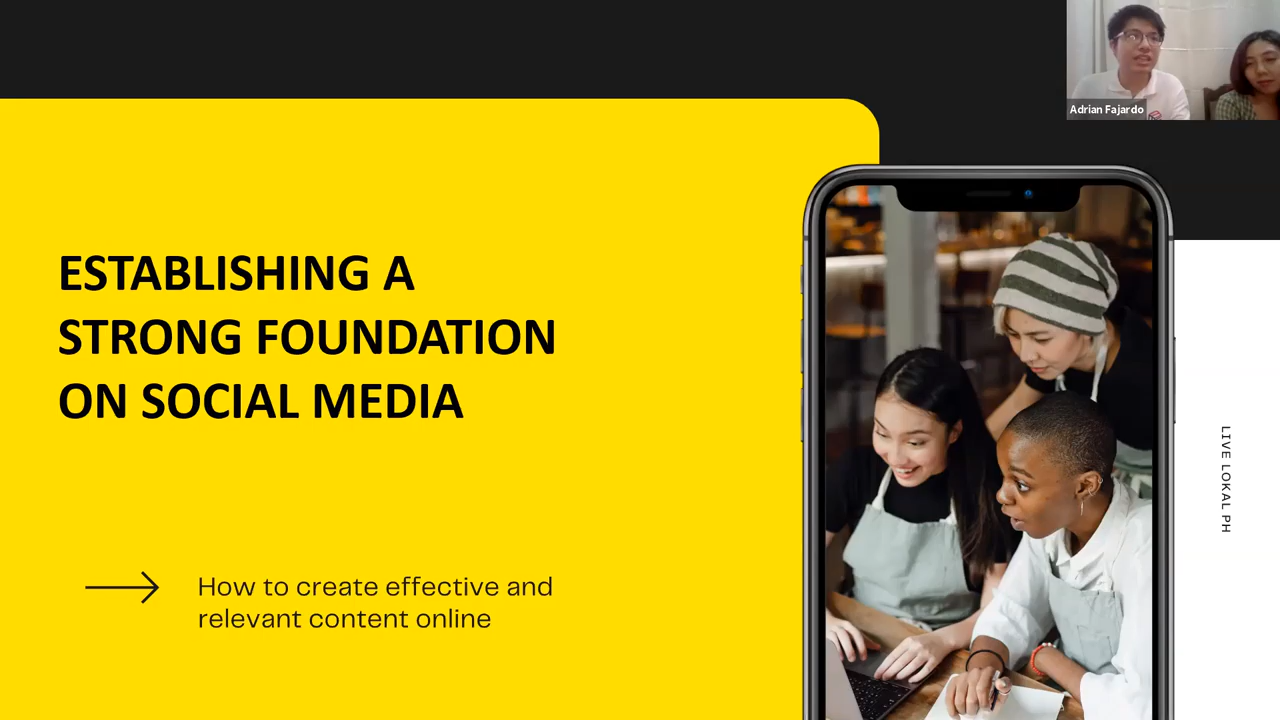 Adrian Fajardo
ESTABLISHING A
STRONG FOUNDATION
ON SOCIAL MEDIA
How to create effective and
relevant content online
LIVE LOKAL PH